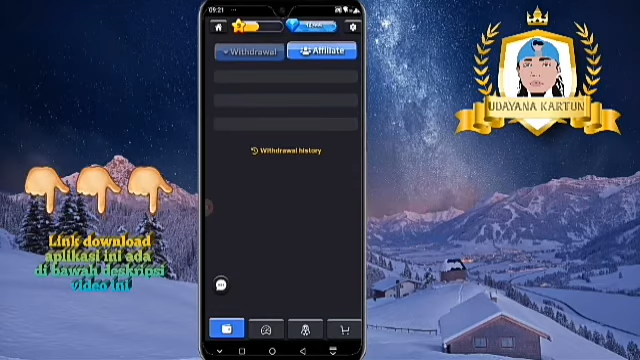 09:21
Withdrawal
Affiliate
Withdrawal history
UDAYANA KARTUN
Link download
aplikasi ini ada
di bawah deskripsi
video ini